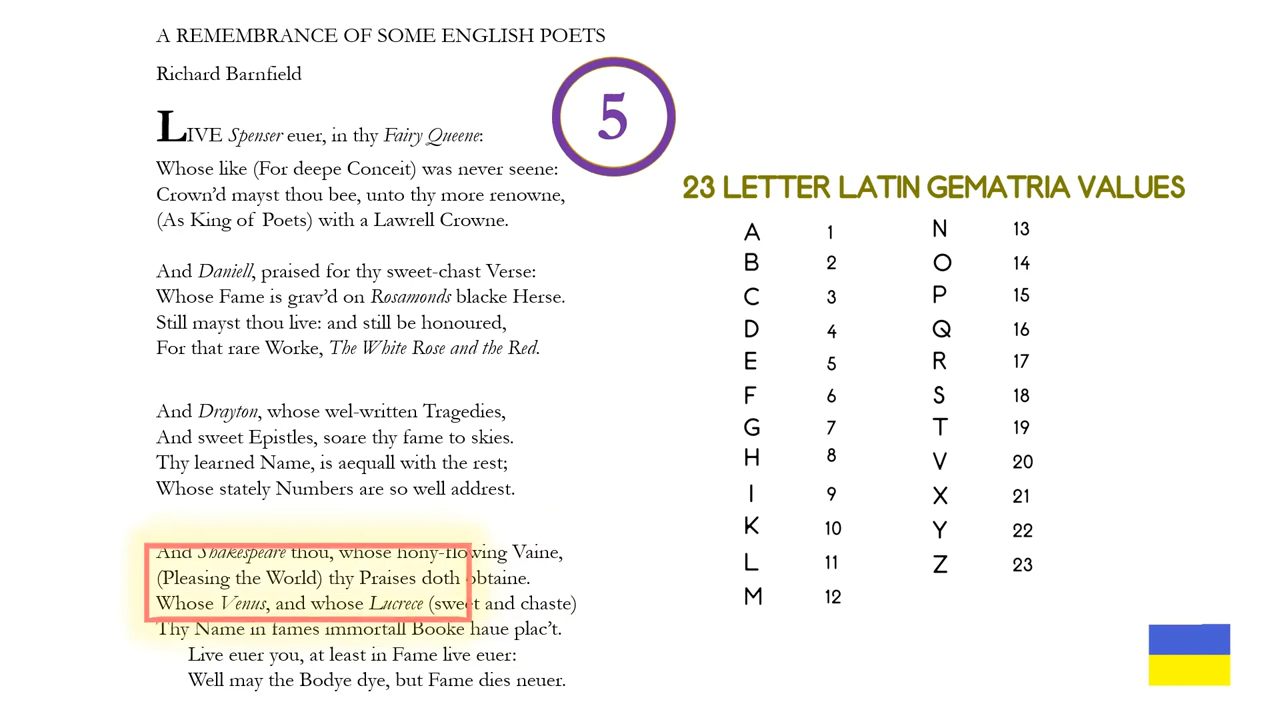 A REMEMBRANCE OF SOME ENGLISH POETS
Richard Barnfield
LIVE Spenser euer, in thy Fairy Queene:
Whose like (For deepe Conceit) was never seene:
Crown'd mayst thou bee, unto thy more renowne,
(As King of Poets) with a Lawrell Crowne.
And Daniell, praised for thy sweet-chast Verse:
Whose Fame is grav'd on Rosamonds blacke Herse.
Still mayst thou live: and still be honoured,
For that rare Worke, The White Rose and the Red.
And Drayton, whose wel-written Tragedies,
And sweet Epistles, soare thy fame to skies.
Thy learned Name, is aequall with the rest;
Whose stately Numbers are so well addrest.
And Shakespeare thou, whose hony-flowing Vaine,
(Pleasing the World) thy Praises doth obtaine.
Whose Venus, and whose Lucrece (sweet and chaste)
Thy Name in fames immortall Booke haue plac't.
Live euer you, at least in Fame live euer:
Well may the Bodye dye, but Fame dies neuer.
5
23 LETTER LATIN GEMATRIA VALUES
A 1
B 2
C 3
D 4
E 5
F 6
G 7
H 8
I 9
K 10
L 11
M 12
N 13
O 14
P 15
Q 16
R 17
S 18
T 19
V 20
X 21
Y 22
Z 23